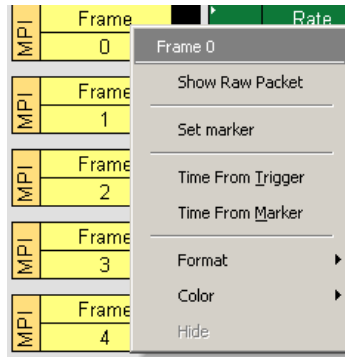 MPI Frame Rate
0
Frame 0
Show Raw Packet
MPI Frame
1
Set marker
MPI Frame
2
Time From Trigger
Time From Marker
MPI Frame
3
Format
Color
MPI Frame
4
Hide